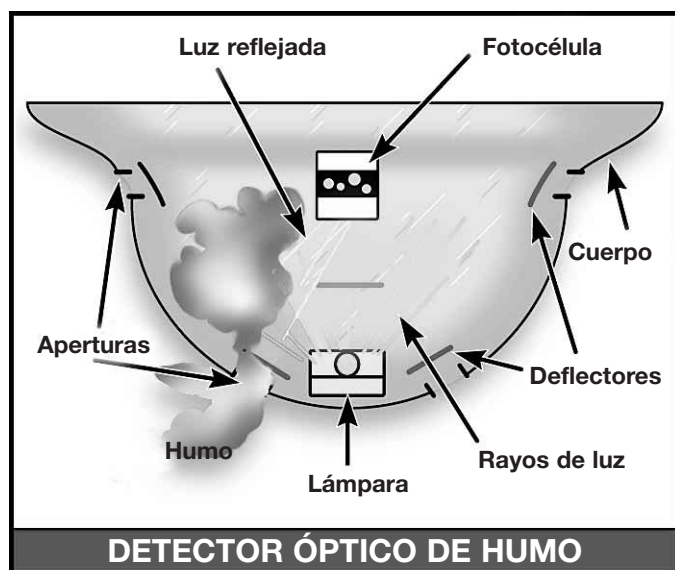 Luz reflejada
Fotocélula
Cuerpo
Aperturas
Deflectores
Humo
Rayos de luz
Lámpara
DETECTOR ÓPTICO DE HUMO